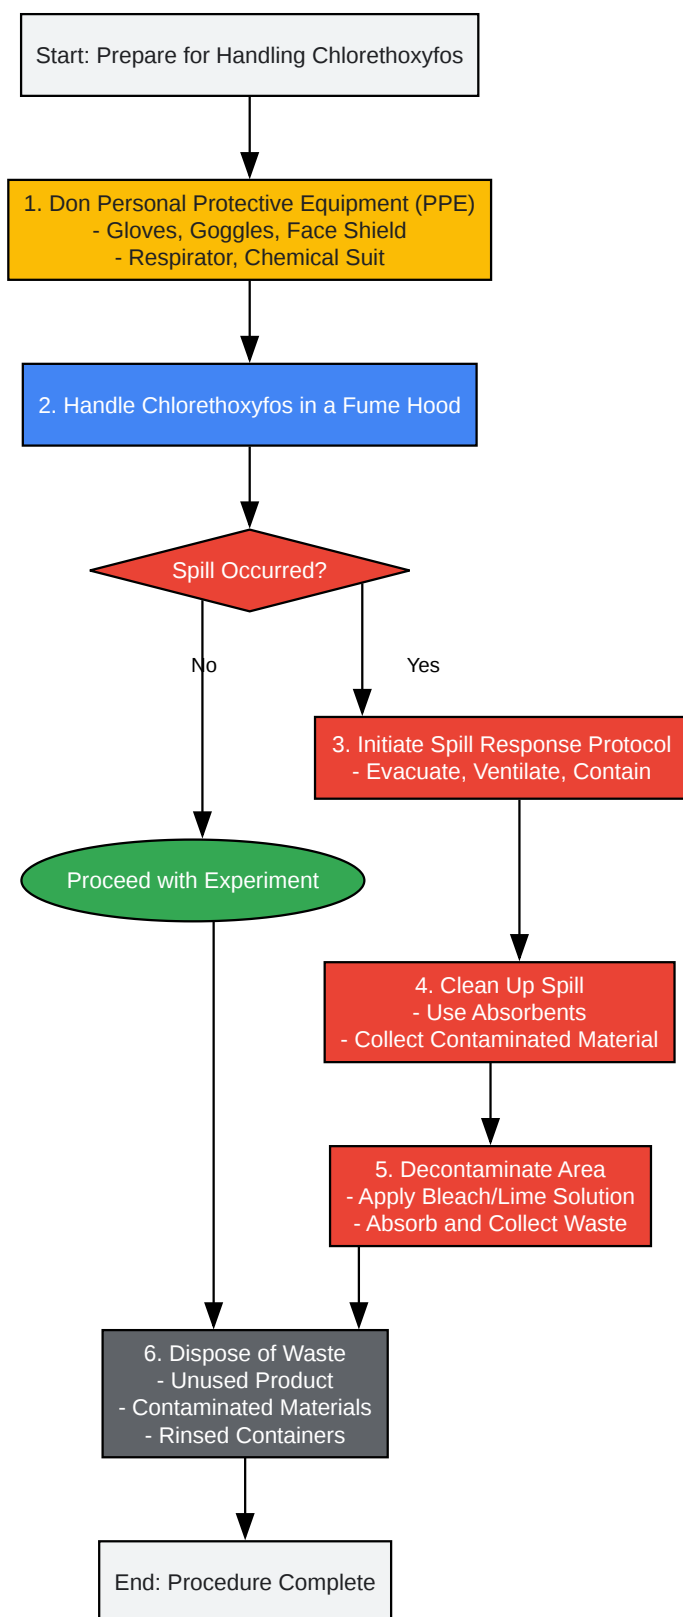 Start: Prepare for Handling Chlorethoxyfos
1. Don Personal Protective Equipment (PPE)
- Gloves, Goggles, Face Shield
- Respirator, Chemical Suit
2. Handle Chlorethoxyfos in a Fume Hood
Spill Occurred?
No
Yes
3. Initiate Spill Response Protocol
- Evacuate, Ventilate, Contain
Proceed with Experiment
4. Clean Up Spill
- Use Absorbents
- Collect Contaminated Material
5. Decontaminate Area
- Apply Bleach/Lime Solution
- Absorb and Collect Waste
6. Dispose of Waste
- Unused Product
- Contaminated Materials
- Rinsed Containers
End: Procedure Complete